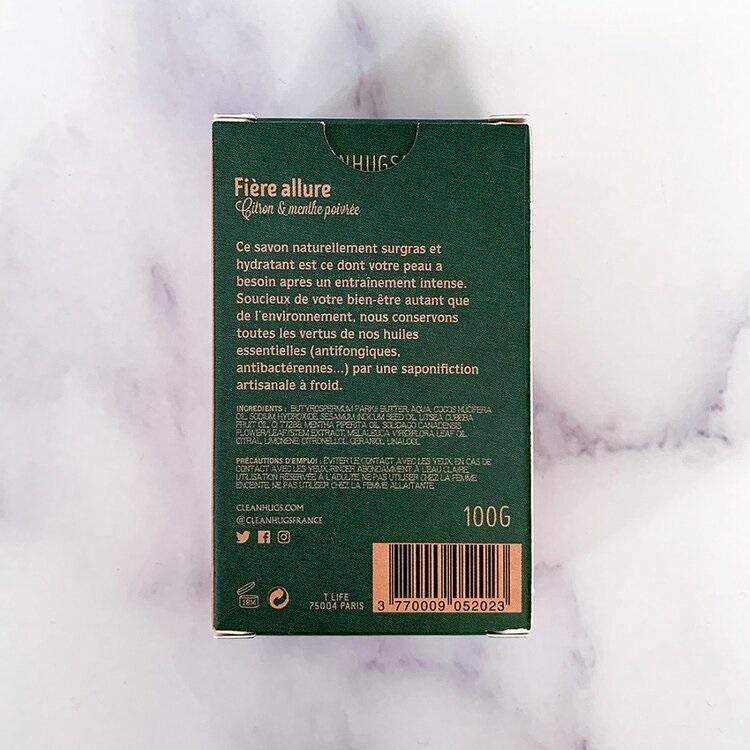 NHUGS
Fière allure
Citron & menthe poivrée
Ce savon naturellement surgras et
hydratant est ce dont votre peau a
besoin après un entraînement intense.
Soucieux de votre bien-être autant que
de l'environnement, nous conservons
toutes les vertus de nos huiles
essentielles (antifongiques,
antibactérennes...) par une saponifiction
artisanale à froid.
INGREDIENTS : BUTYROSPERMUM PARKII BUTTER, AQUA, COCOS NUCIFERA
OIL, SODIUM HYDROXIDE, SESAMUM INDICUM SEED OIL, LITSEA CUBEBA
FRUIT OIL, CI 77288, MENTHA PIPERITA OIL, SOLIDAGO CANADENSIS
FLOWER/LEAF/STEM EXTRACT, MELALEUCA VIRIDIFLORA LEAF OIL,
CITRAL, LIMONENE, CITRONELLOL, GERANIOL, LINALOOL.
PRÉCAUTIONS D'EMPLOI : ÉVITER LE CONTACT AVEC LES YEUX. EN CAS DE
CONTACT AVEC LES YEUX, RINCER ABONDAMMENT À L'EAU CLAIRE.
UTILISATION RÉSERVÉE À L'ADULTE. NE PAS UTILISER CHEZ LA FEMME
ENCEINTE. NE PAS UTILISER CHEZ LA FEMME ALLAITANTE.
CLEANHUGS.COM
@CLEANHUGSFRANCE
100G
18M
T LIFE
75004 PARIS
3 770009 052023